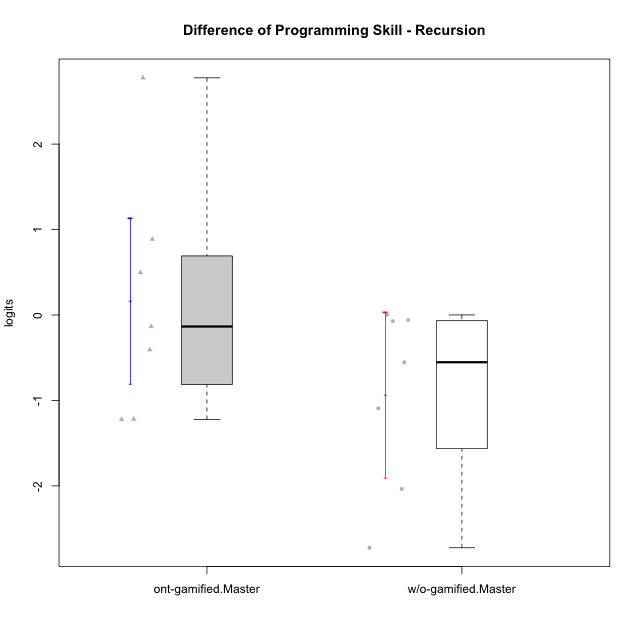 Difference of Programming Skill - Recursion
logits
2
1
0
-1
-2
ont-gamified.Master
w/o-gamified.Master